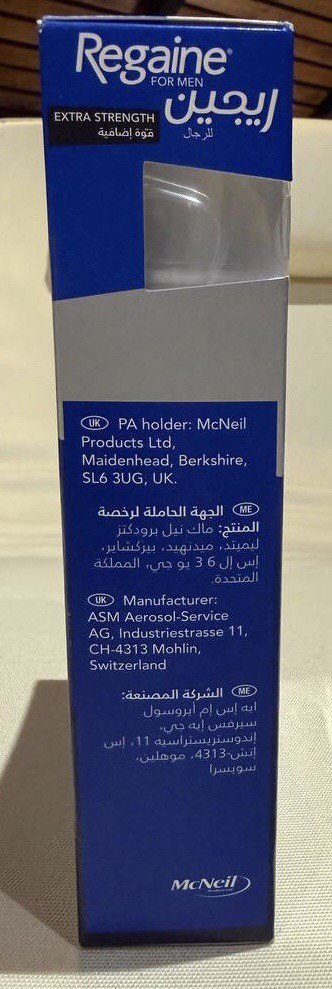 Regaine®
FOR MEN
ريجين
للرجال
EXTRA STRENGTH
قوة إضافية
UK PA holder: McNeil
Products Ltd,
Maidenhead, Berkshire,
SL6 3UG, UK.
ME الجهة الحاملة لرخصة
المنتج: ماك نيل برودكتز
ليميتد، ميدنهيد، بيركشاير،
إس إل 6 3 يو جي، المملكة
المتحدة.
UK Manufacturer:
ASM Aerosol-Service
AG, Industriestrasse 11,
CH-4313 Mohlin,
Switzerland
ME الشركة المصنعة:
ايه إس إم أيروسول
سيرفس إيه جي،
إندوستريستراسيه 11، إس
إتش-4313، موهلين،
سويسرا
McNeil